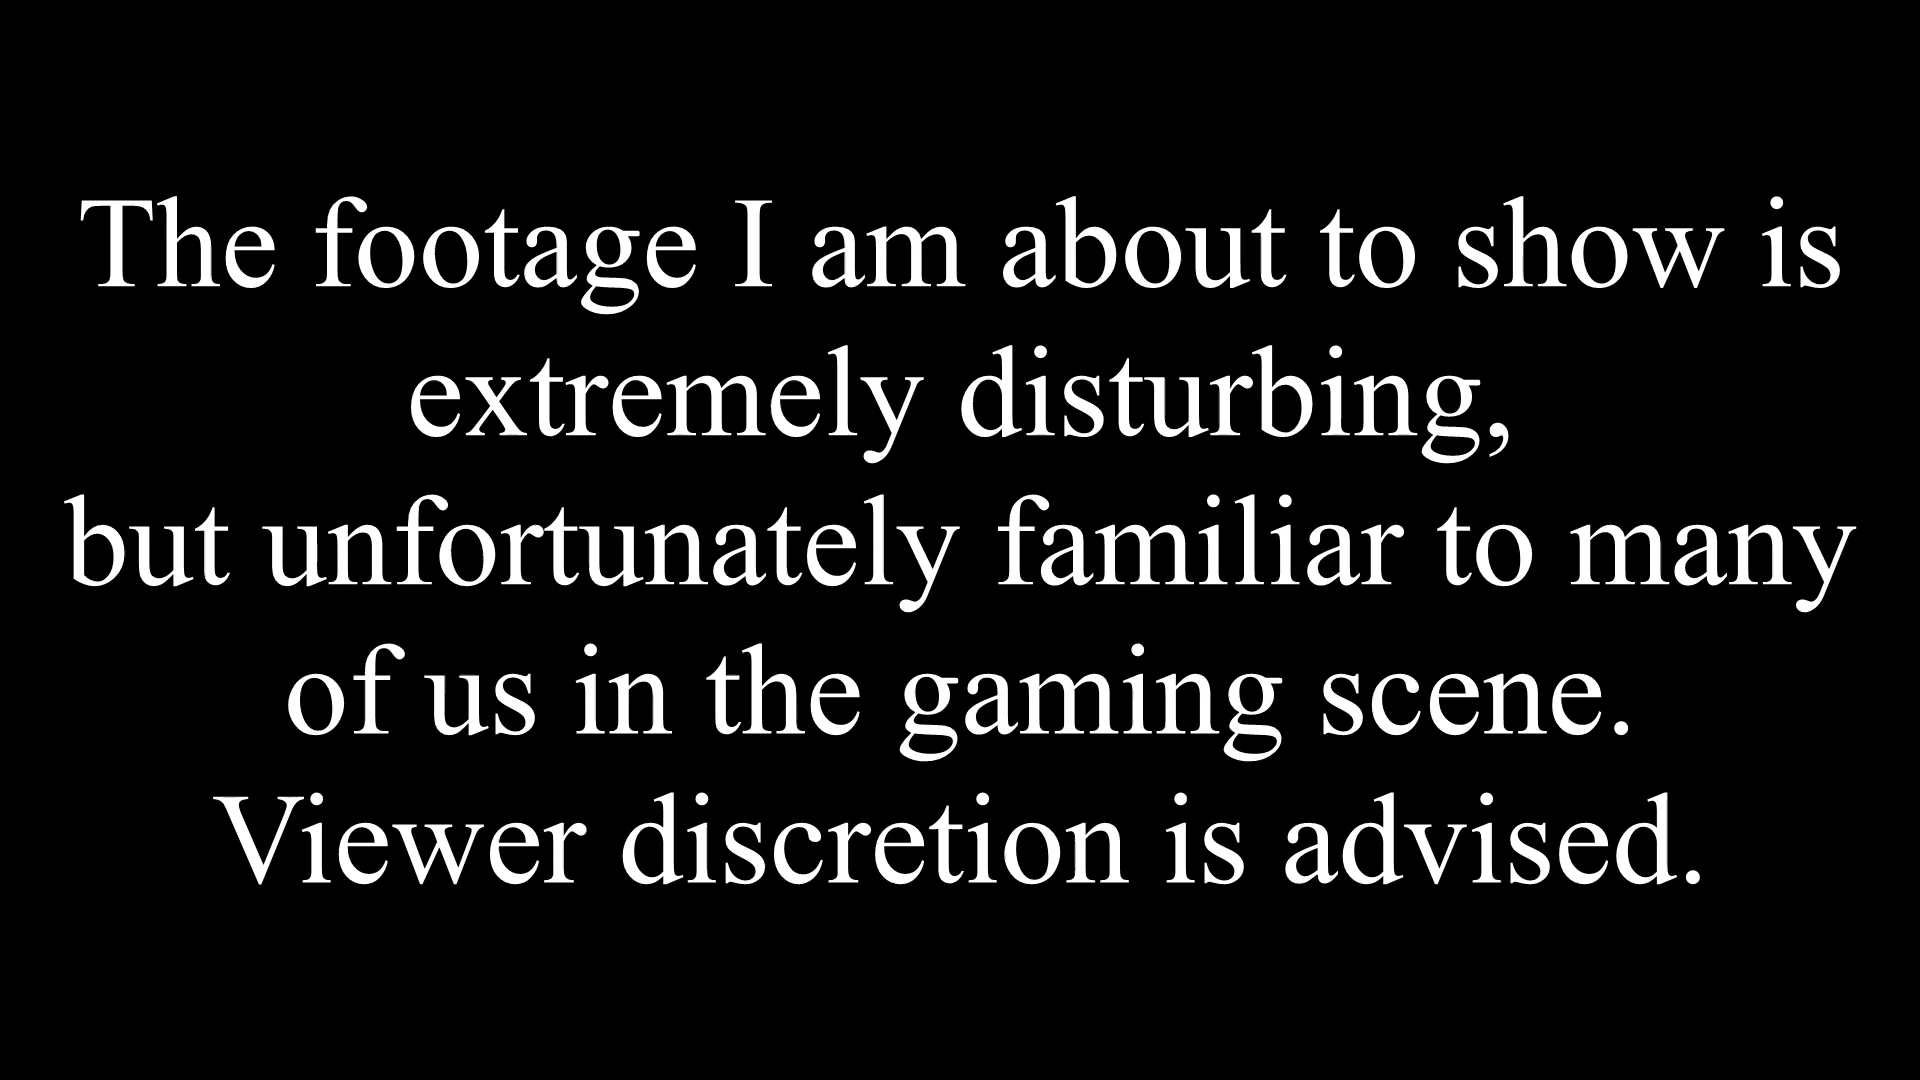 The footage I am about to show is
extremely disturbing,
but unfortunately familiar to many
of us in the gaming scene.
Viewer discretion is advised.